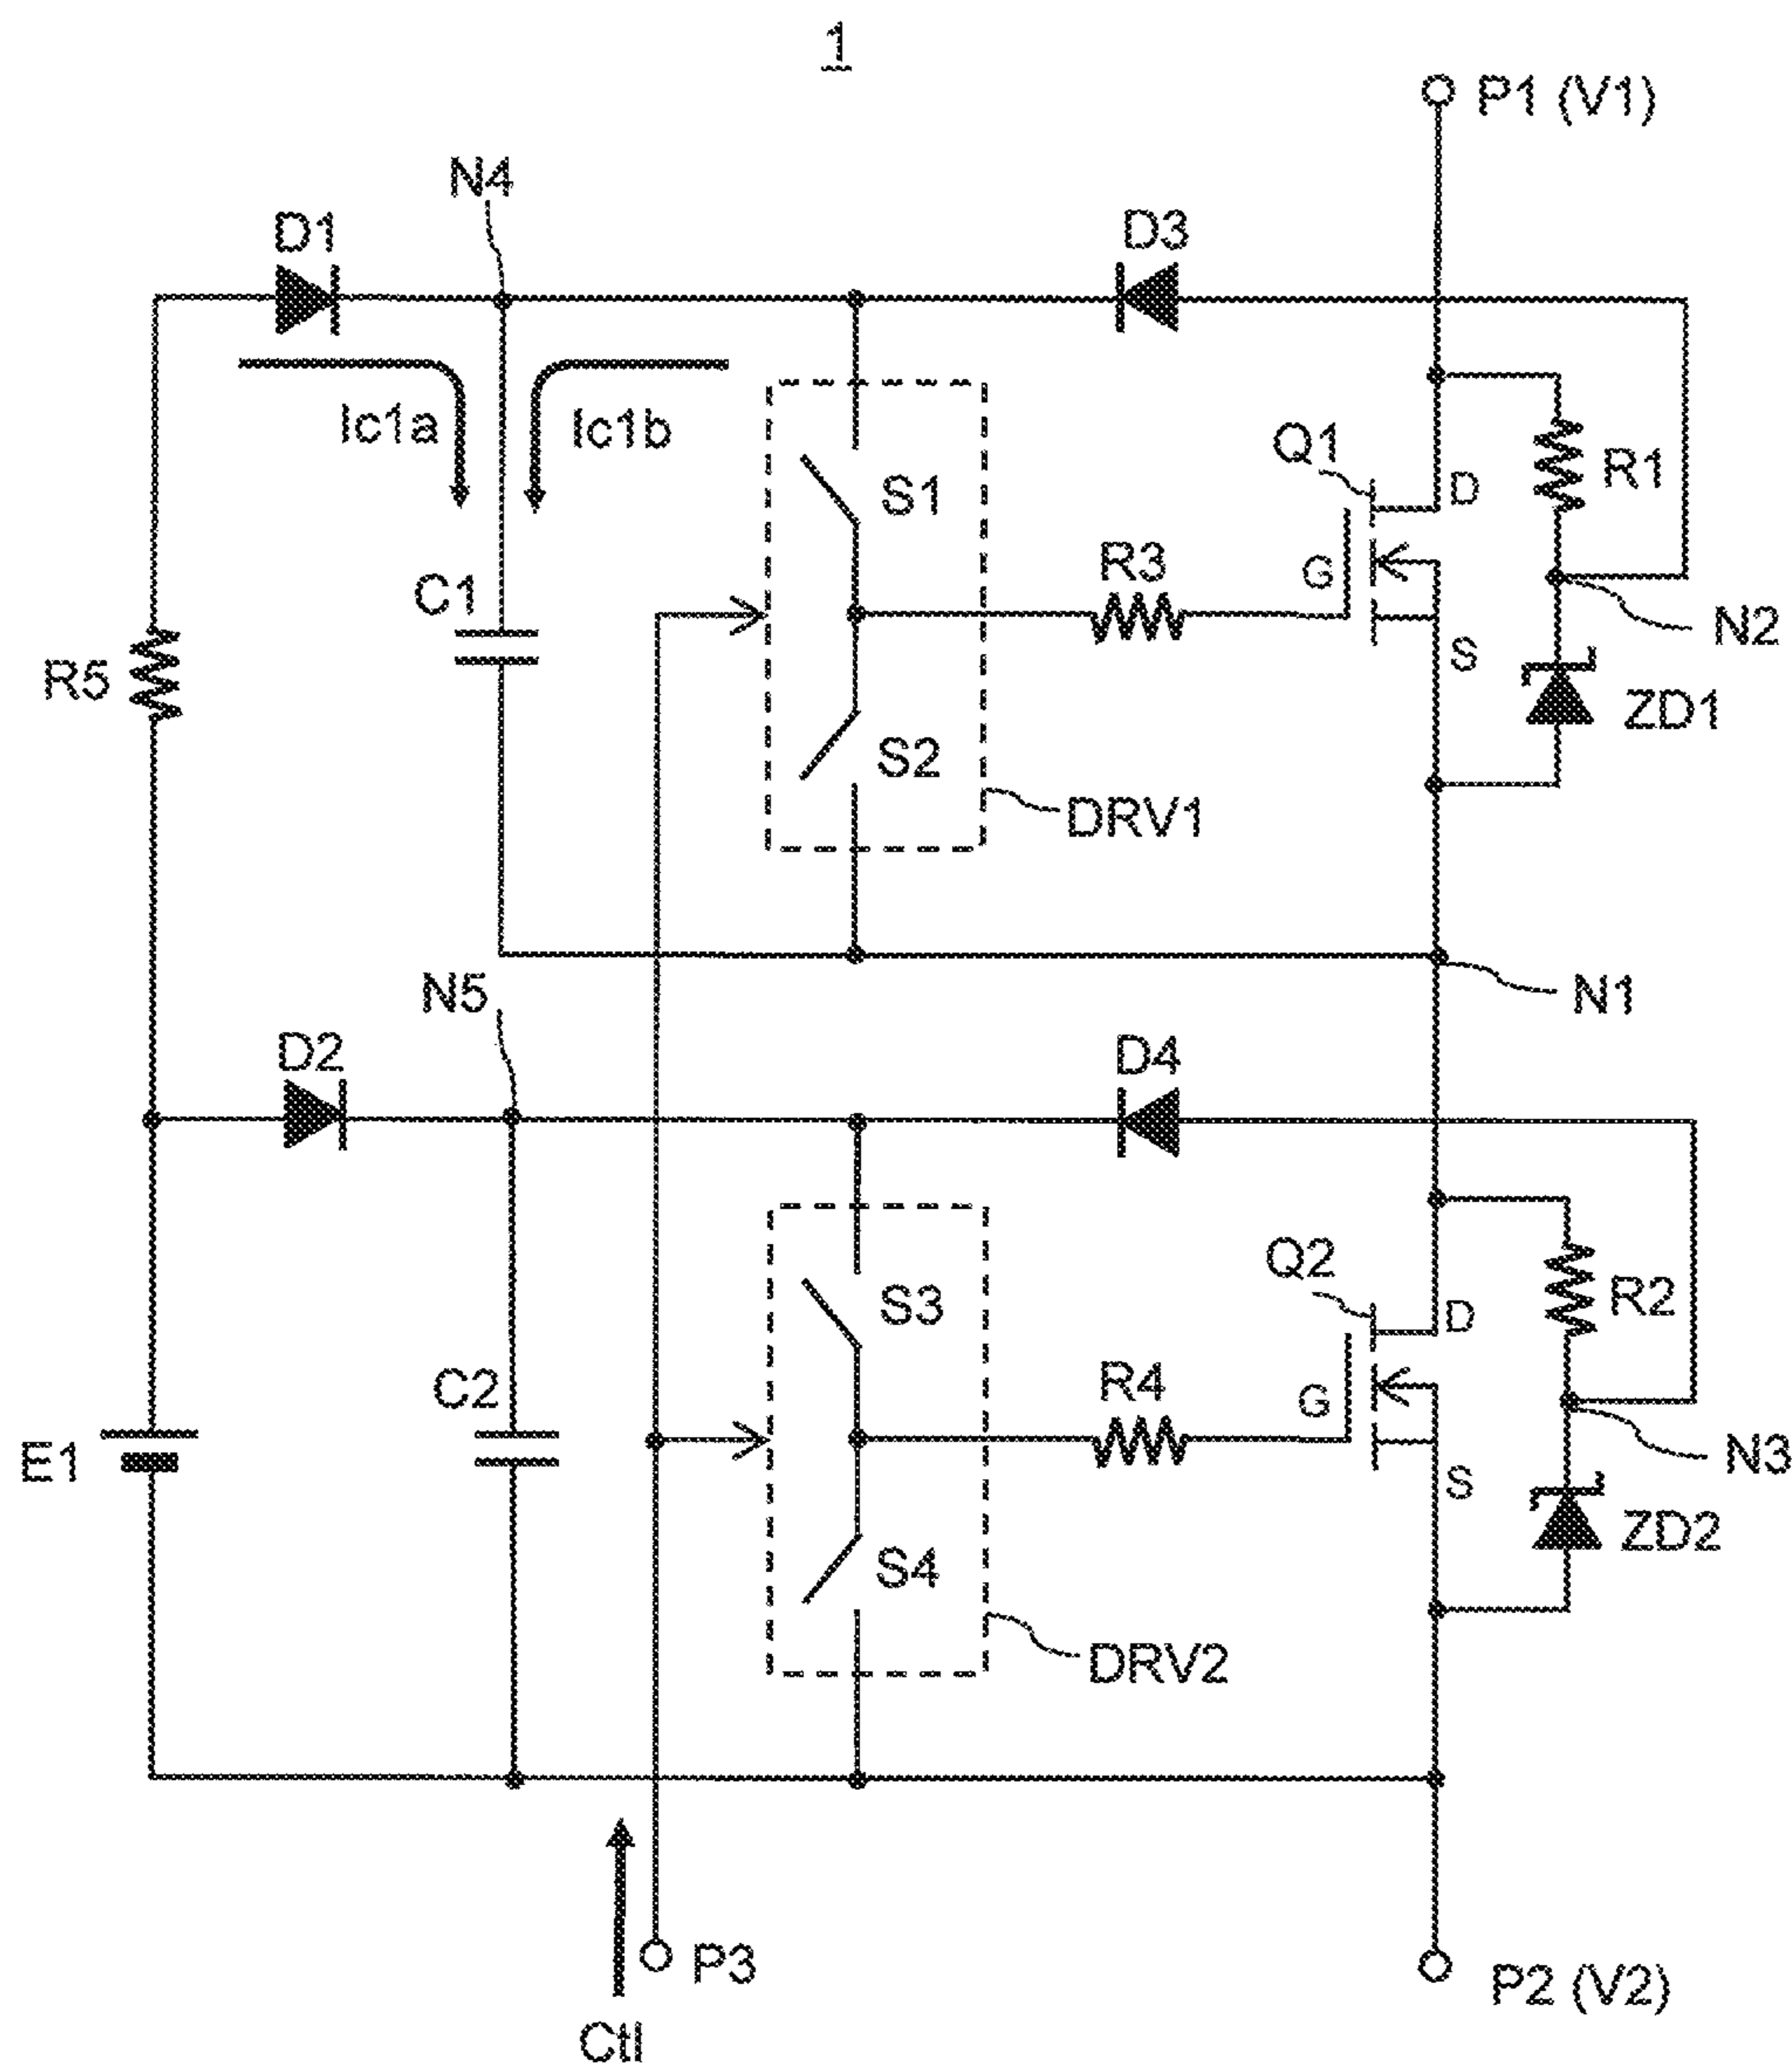 1
P1 (V1)
N4
D1
D3
Ic1a
Ic1b
S1
Q1
D
R1
C1
R3
G
N2
R5
S
ZD1
S2
DRV1
N5
N1
D2
D4
Q2
S3
D
R2
C2
R4
G
E1
N3
S
ZD2
S4
DRV2
P3
P2 (V2)
Ctl